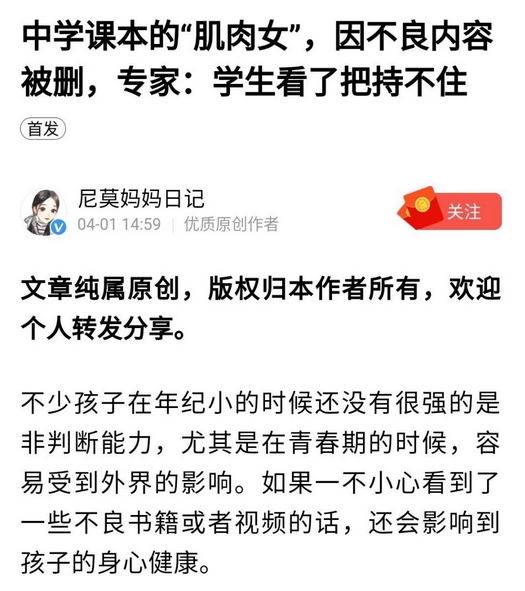 中学课本的“肌肉女”，因不良内容
被删，专家：学生看了把持不住
首发
尼莫妈妈日记
04-01 14:59 | 优质原创作者
关注
文章纯属原创，版权归本作者所有，欢迎
个人转发分享。
不少孩子在年纪小的时候还没有很强的是
非判断能力，尤其是在青春期的时候，容
易受到外界的影响。如果一不小心看到了
一些不良书籍或者视频的话，还会影响到
孩子的身心健康。